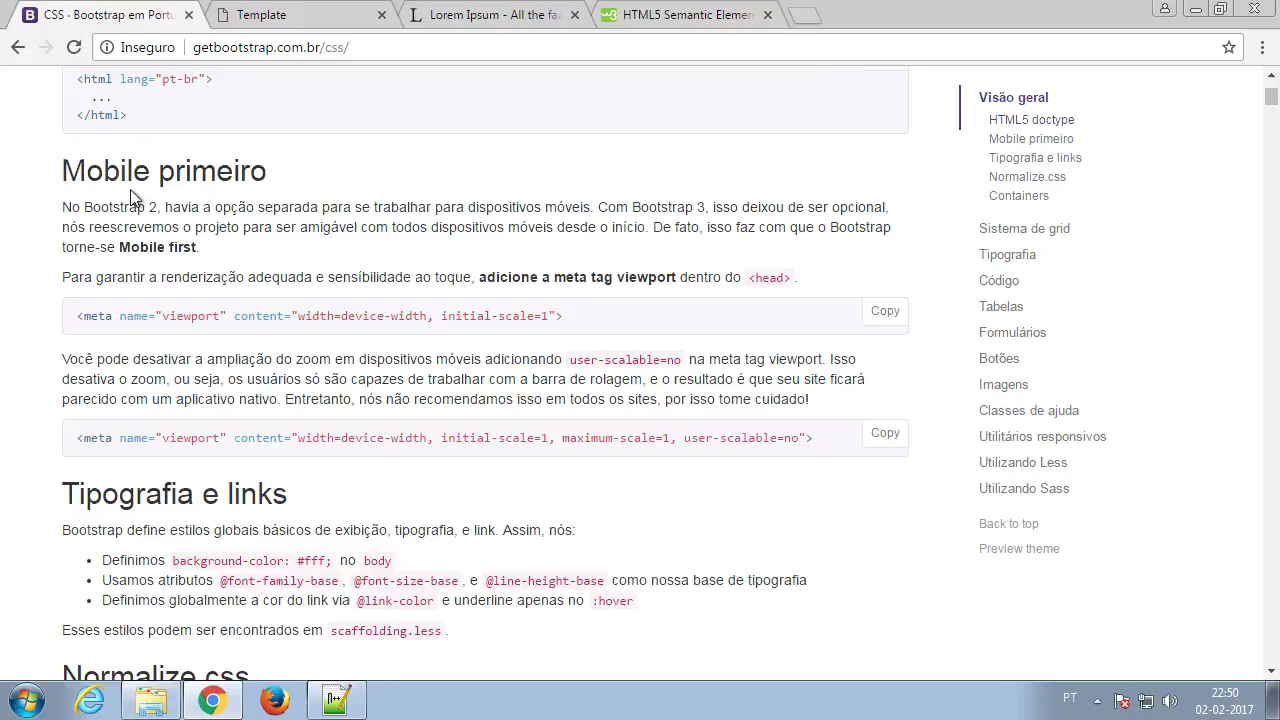 CSS - Bootstrap em Portu
Template
Lorem Ipsum - All the fa
HTML5 Semantic Elemen
Inseguro
getbootstrap.com.br/css/
<html lang="pt-br">
...
</html>
Mobile primeiro
No Bootstrap 2, havia a opção separada para se trabalhar para dispositivos móveis. Com Bootstrap 3, isso deixou de ser opcional,
nós reescrevemos o projeto para ser amigável com todos dispositivos móveis desde o início. De fato, isso faz com que o Bootstrap
torne-se Mobile first.
Para garantir a renderização adequada e sensíbilidade ao toque, adicione a meta tag viewport dentro do <head>.
<meta name="viewport" content="width=device-width, initial-scale=1">
Copy
Você pode desativar a ampliação do zoom em dispositivos móveis adicionando user-scalable=no na meta tag viewport. Isso
desativa o zoom, ou seja, os usuários só são capazes de trabalhar com a barra de rolagem, e o resultado é que seu site ficará
parecido com um aplicativo nativo. Entretanto, nós não recomendamos isso em todos os sites, por isso tome cuidado!
<meta name="viewport" content="width=device-width, initial-scale=1, maximum-scale=1, user-scalable=no">
Copy
Tipografia e links
Bootstrap define estilos globais básicos de exibição, tipografia, e link. Assim, nós:
• Definimos background-color: #fff; no body
• Usamos atributos @font-family-base, @font-size-base, e @line-height-base como nossa base de tipografia
• Definimos globalmente a cor do link via @link-color e underline apenas no :hover
Esses estilos podem ser encontrados em scaffolding.less.
Normalize.css
Visão geral
HTML5 doctype
Mobile primeiro
Tipografia e links
Normalize.css
Containers
Sistema de grid
Tipografia
Código
Tabelas
Formulários
Botões
Imagens
Classes de ajuda
Utilitários responsivos
Utilizando Less
Utilizando Sass
Back to top
Preview theme
PT
22:50
02-02-2017